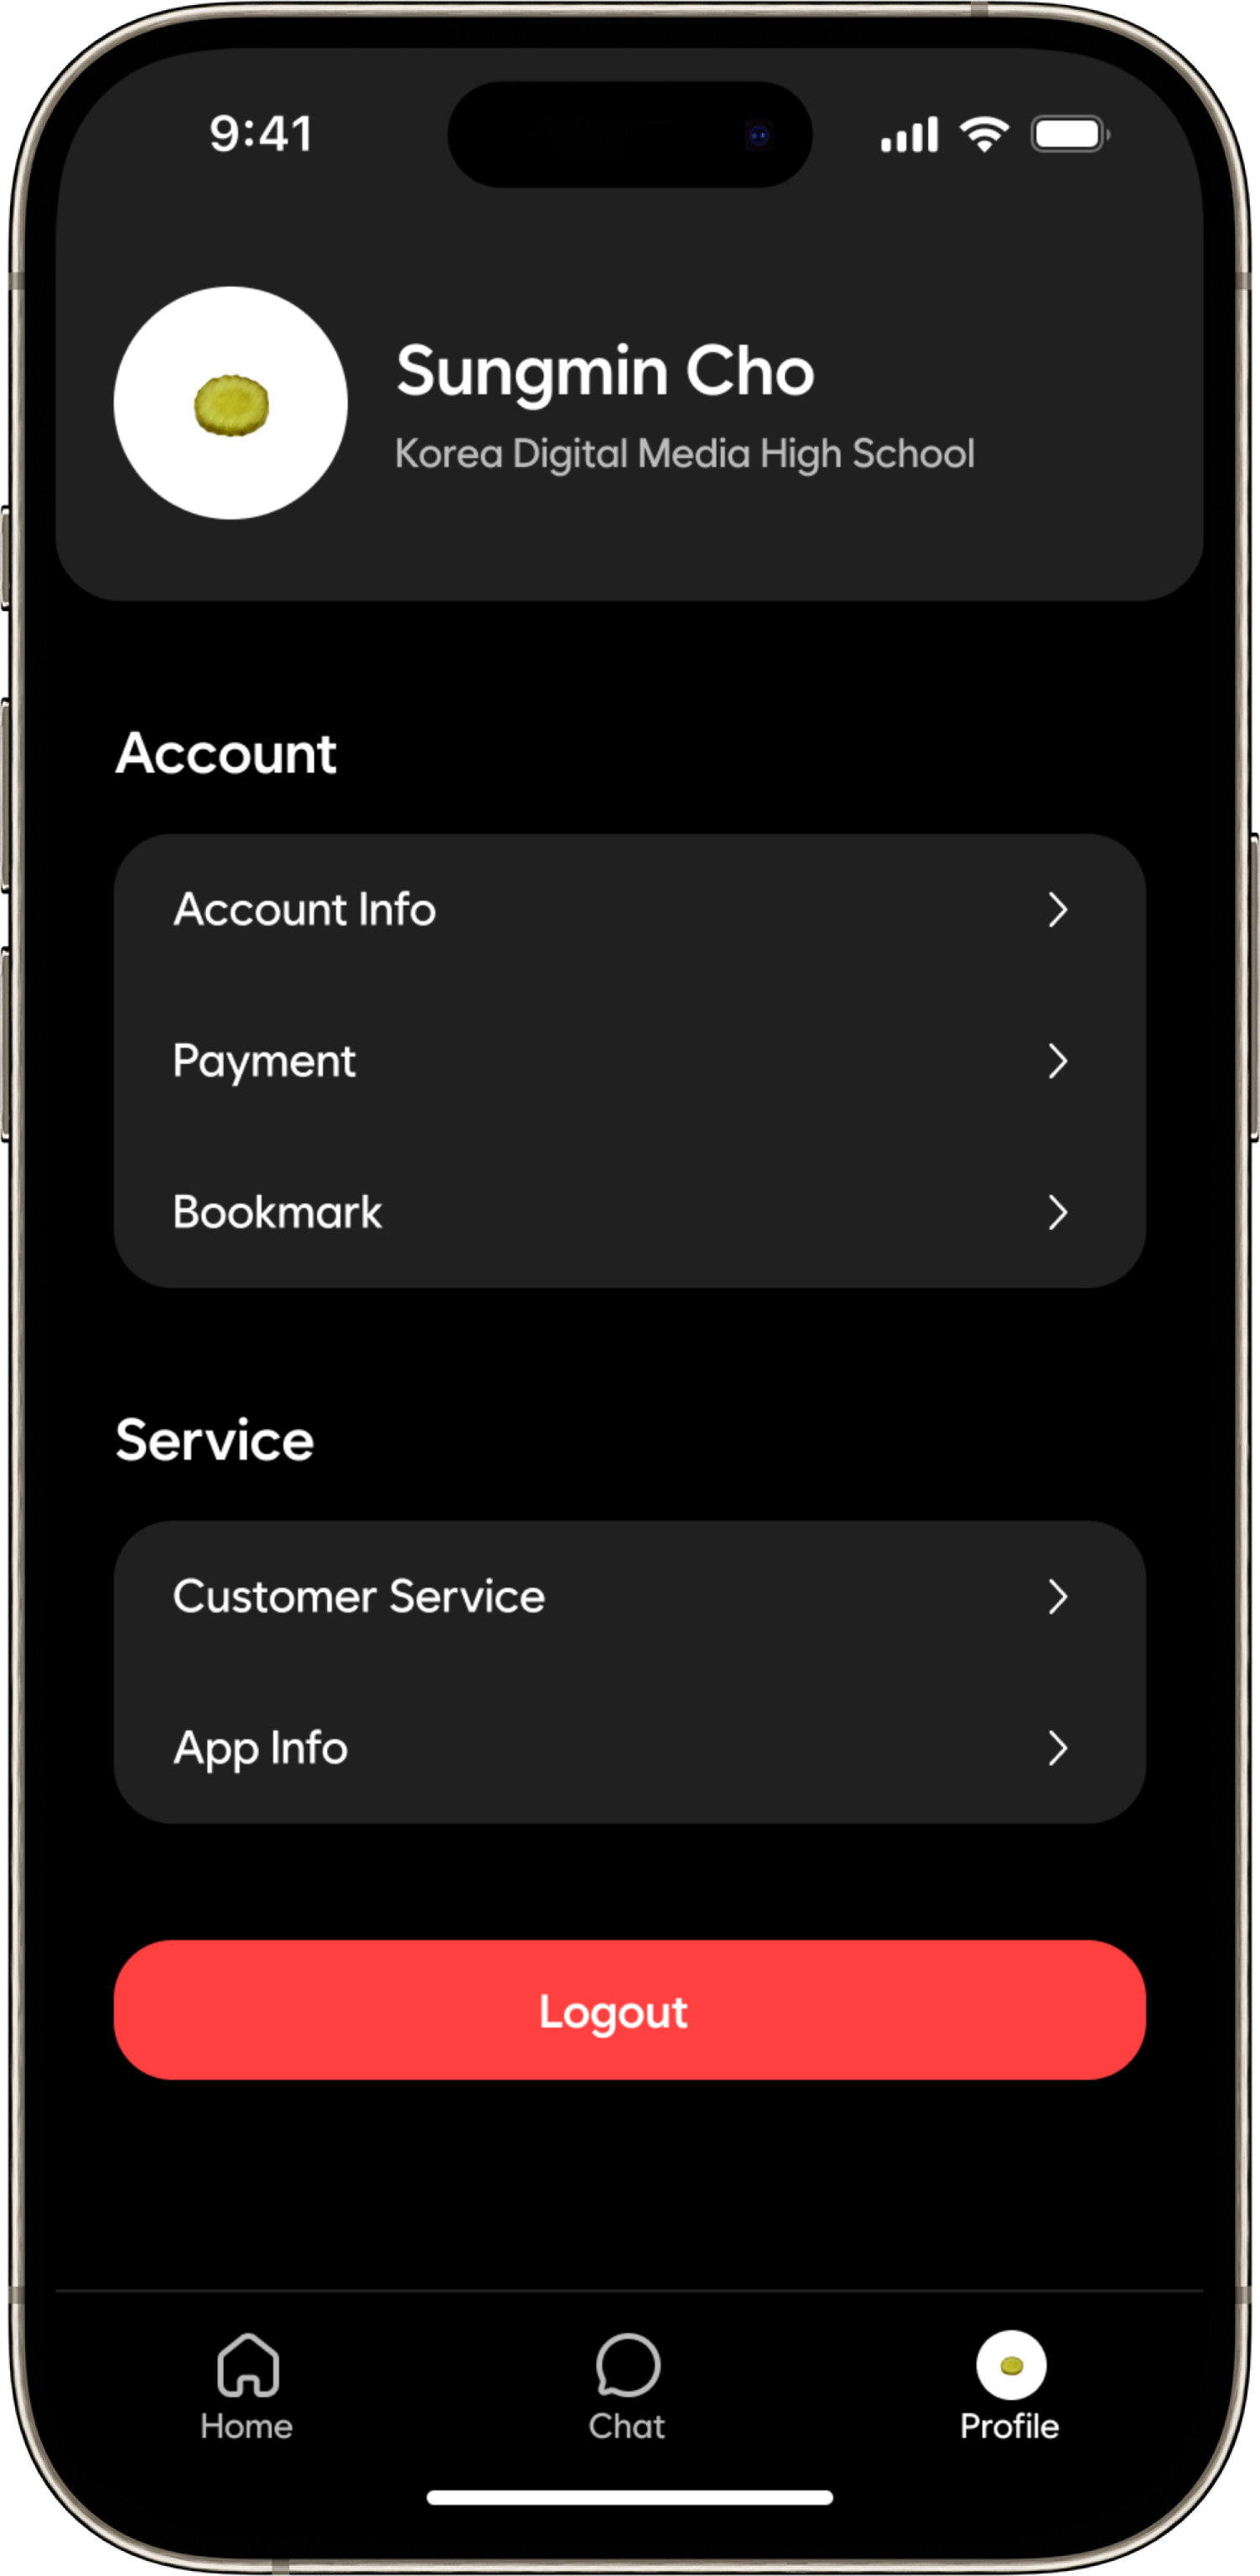 9:41
Sungmin Cho
Korea Digital Media High School
Account
Account Info
Payment
Bookmark
Service
Customer Service
App Info
Logout
Home
Chat
Profile